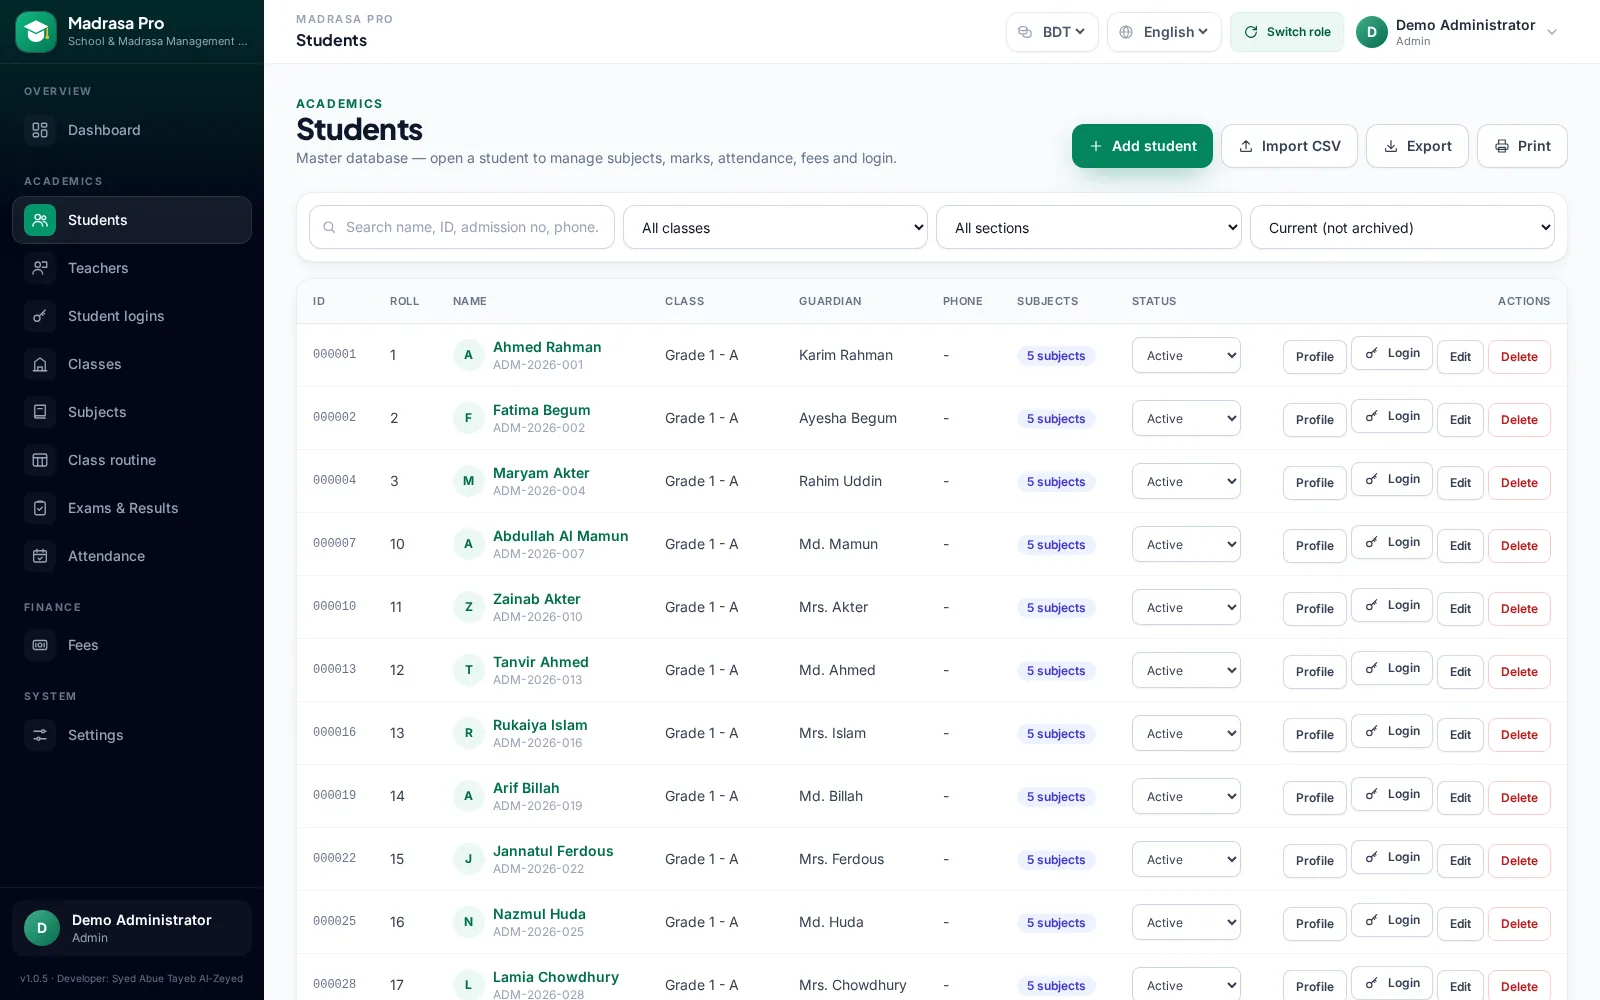 Madrasa Pro
School & Madrasa Management ...
OVERVIEW
Dashboard
ACADEMICS
Students
Teachers
Student logins
Classes
Subjects
Class routine
Exams & Results
Attendance
FINANCE
Fees
SYSTEM
Settings
D
Demo Administrator
Admin
v1.0.5 · Developer: Syed Abue Tayeb Al-Zeyed
MADRASA PRO
Students
BDT
English
Switch role
D
Demo Administrator
Admin
ACADEMICS
Students
Master database — open a student to manage subjects, marks, attendance, fees and login.
Add student
Import CSV
Export
Print
Search name, ID, admission no, phone.
All classes
All sections
Current (not archived)
ID ROLL NAME CLASS GUARDIAN PHONE SUBJECTS STATUS ACTIONS
000001 1 A Ahmed Rahman Grade 1 - A Karim Rahman - 5 subjects Active Profile Login Edit Delete
ADM-2026-001
000002 2 F Fatima Begum Grade 1 - A Ayesha Begum - 5 subjects Active Profile Login Edit Delete
ADM-2026-002
000004 3 M Maryam Akter Grade 1 - A Rahim Uddin - 5 subjects Active Profile Login Edit Delete
ADM-2026-004
000007 10 A Abdullah Al Mamun Grade 1 - A Md. Mamun - 5 subjects Active Profile Login Edit Delete
ADM-2026-007
000010 11 Z Zainab Akter Grade 1 - A Mrs. Akter - 5 subjects Active Profile Login Edit Delete
ADM-2026-010
000013 12 T Tanvir Ahmed Grade 1 - A Md. Ahmed - 5 subjects Active Profile Login Edit Delete
ADM-2026-013
000016 13 R Rukaiya Islam Grade 1 - A Mrs. Islam - 5 subjects Active Profile Login Edit Delete
ADM-2026-016
000019 14 A Arif Billah Grade 1 - A Md. Billah - 5 subjects Active Profile Login Edit Delete
ADM-2026-019
000022 15 J Jannatul Ferdous Grade 1 - A Mrs. Ferdous - 5 subjects Active Profile Login Edit Delete
ADM-2026-022
000025 16 N Nazmul Huda Grade 1 - A Md. Huda - 5 subjects Active Profile Login Edit Delete
ADM-2026-025
000028 17 L Lamia Chowdhury Grade 1 - A Mrs. Chowdhury - 5 subjects Active Profile Login Edit Delete
ADM-2026-028